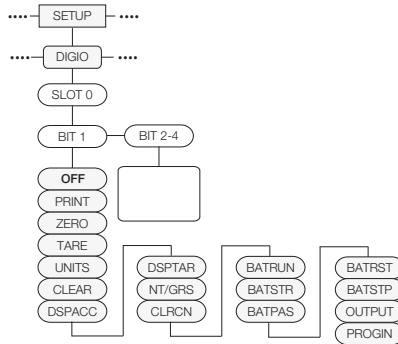 SETUP
DIGIO
SLOT 0
BIT 1
BIT 2-4
OFF
PRINT
ZERO
TARE
UNITS
CLEAR
DSPACC
DSPTAR
NT/GRS
CLRCN
BATRUN
BATSTR
BATPAS
BATRST
BATSTP
OUTPUT
PROGIN